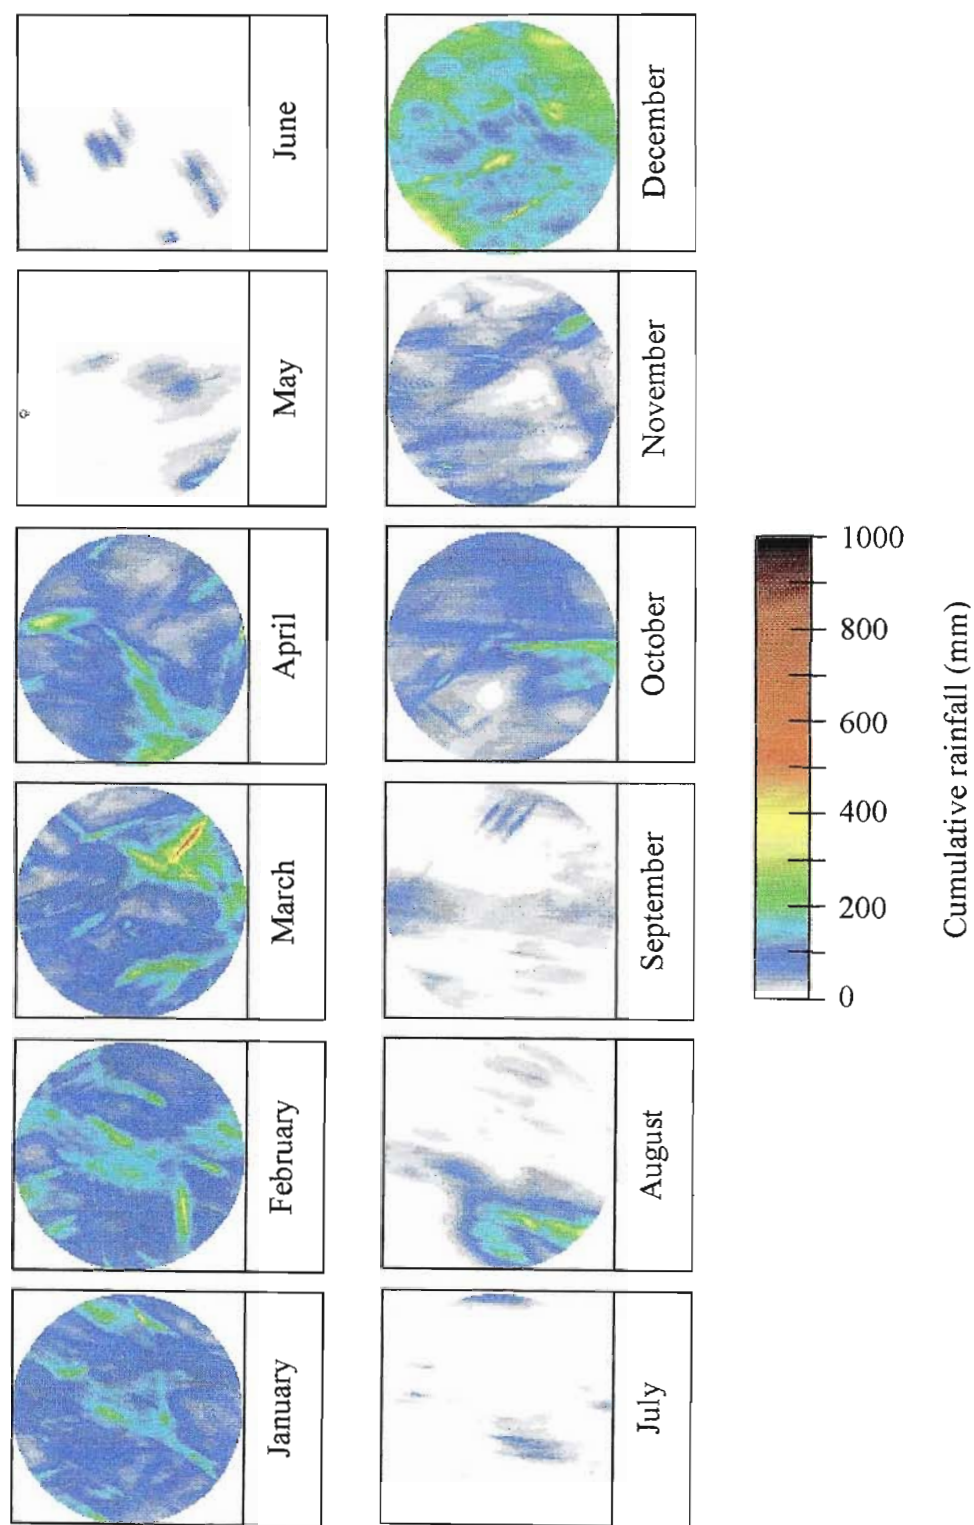 January
February
March
April
May
June
July
August
September
October
November
December
0
200
400
600
800
1000
Cumulative rainfall (mm)